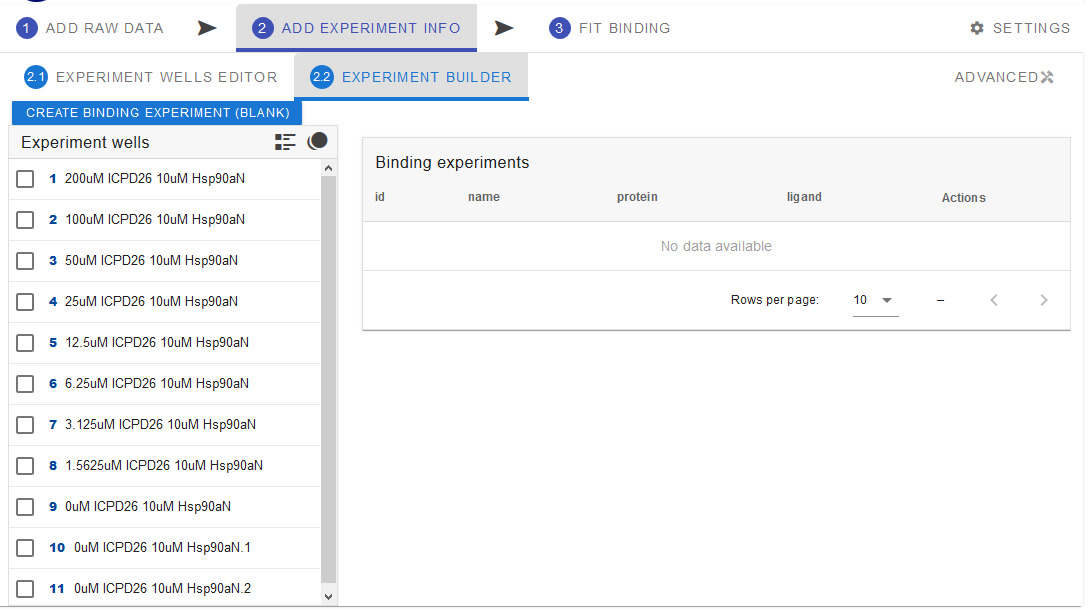 1 ADD RAW DATA 2 ADD EXPERIMENT INFO 3 FIT BINDING SETTINGS
2.1 EXPERIMENT WELLS EDITOR 2.2 EXPERIMENT BUILDER ADVANCED
CREATE BINDING EXPERIMENT (BLANK)
Experiment wells
1 200uM ICPD26 10uM Hsp90aN
2 100uM ICPD26 10uM Hsp90aN
3 50uM ICPD26 10uM Hsp90aN
4 25uM ICPD26 10uM Hsp90aN
5 12.5uM ICPD26 10uM Hsp90aN
6 6.25uM ICPD26 10uM Hsp90aN
7 3.125uM ICPD26 10uM Hsp90aN
8 1.5625uM ICPD26 10uM Hsp90aN
9 0uM ICPD26 10uM Hsp90aN
10 0uM ICPD26 10uM Hsp90aN.1
11 0uM ICPD26 10uM Hsp90aN.2
Binding experiments
id name protein ligand Actions
No data available
Rows per page: 10 –